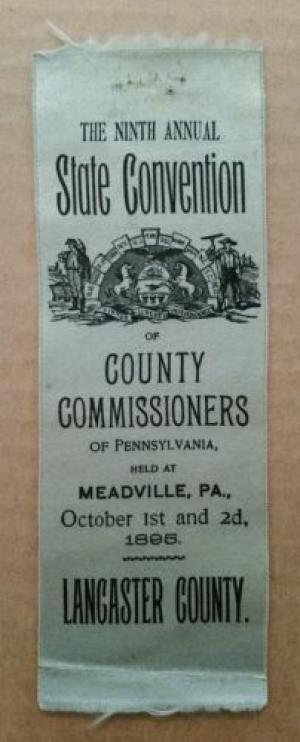 THE NINTH ANNUAL
State Convention
OF
COUNTY
COMMISSIONERS
OF PENNSYLVANIA,
HELD AT
MEADVILLE, PA.,
October 1st and 2d,
1895.
LANCASTER COUNTY.